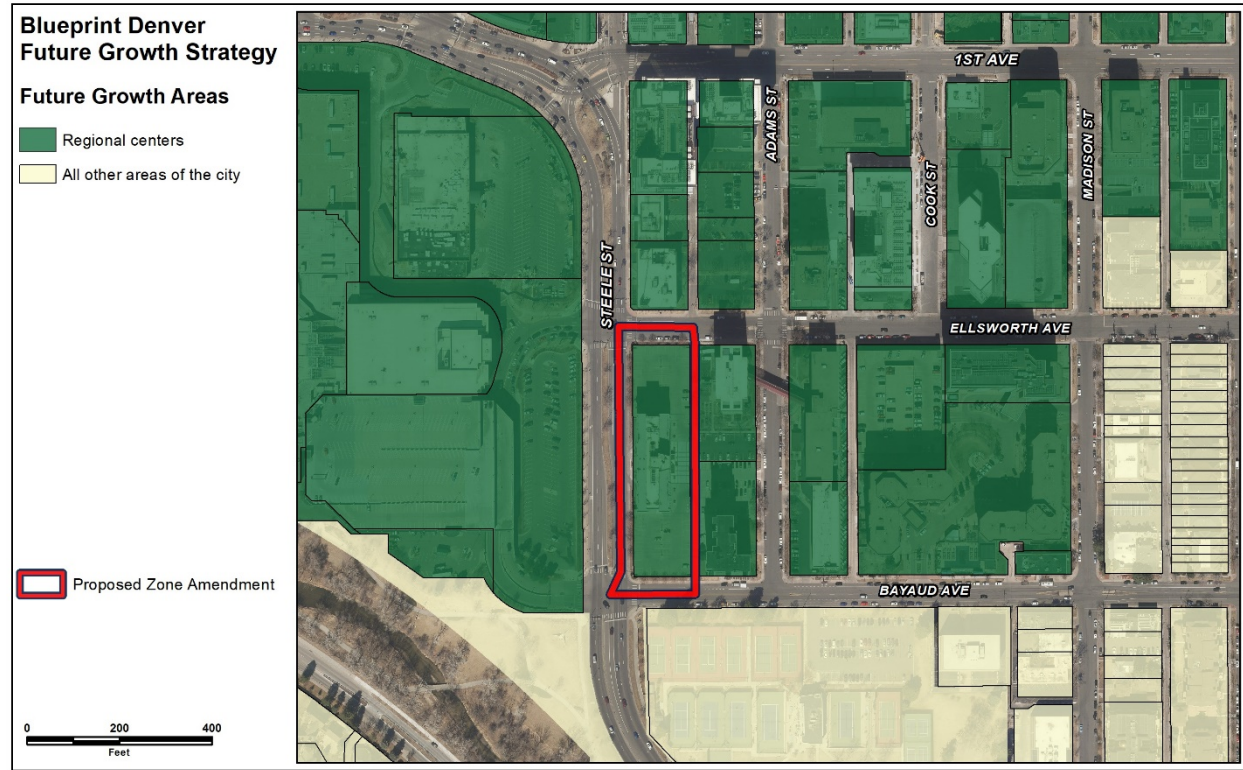 Blueprint Denver
Future Growth Strategy
Future Growth Areas
Regional centers
All other areas of the city
Proposed Zone Amendment
0 200 400
Feet
1ST AVE
ADAMS ST
COOK ST
MADISON ST
STEELE ST
ELLSWORTH AVE
BAYAUD AVE